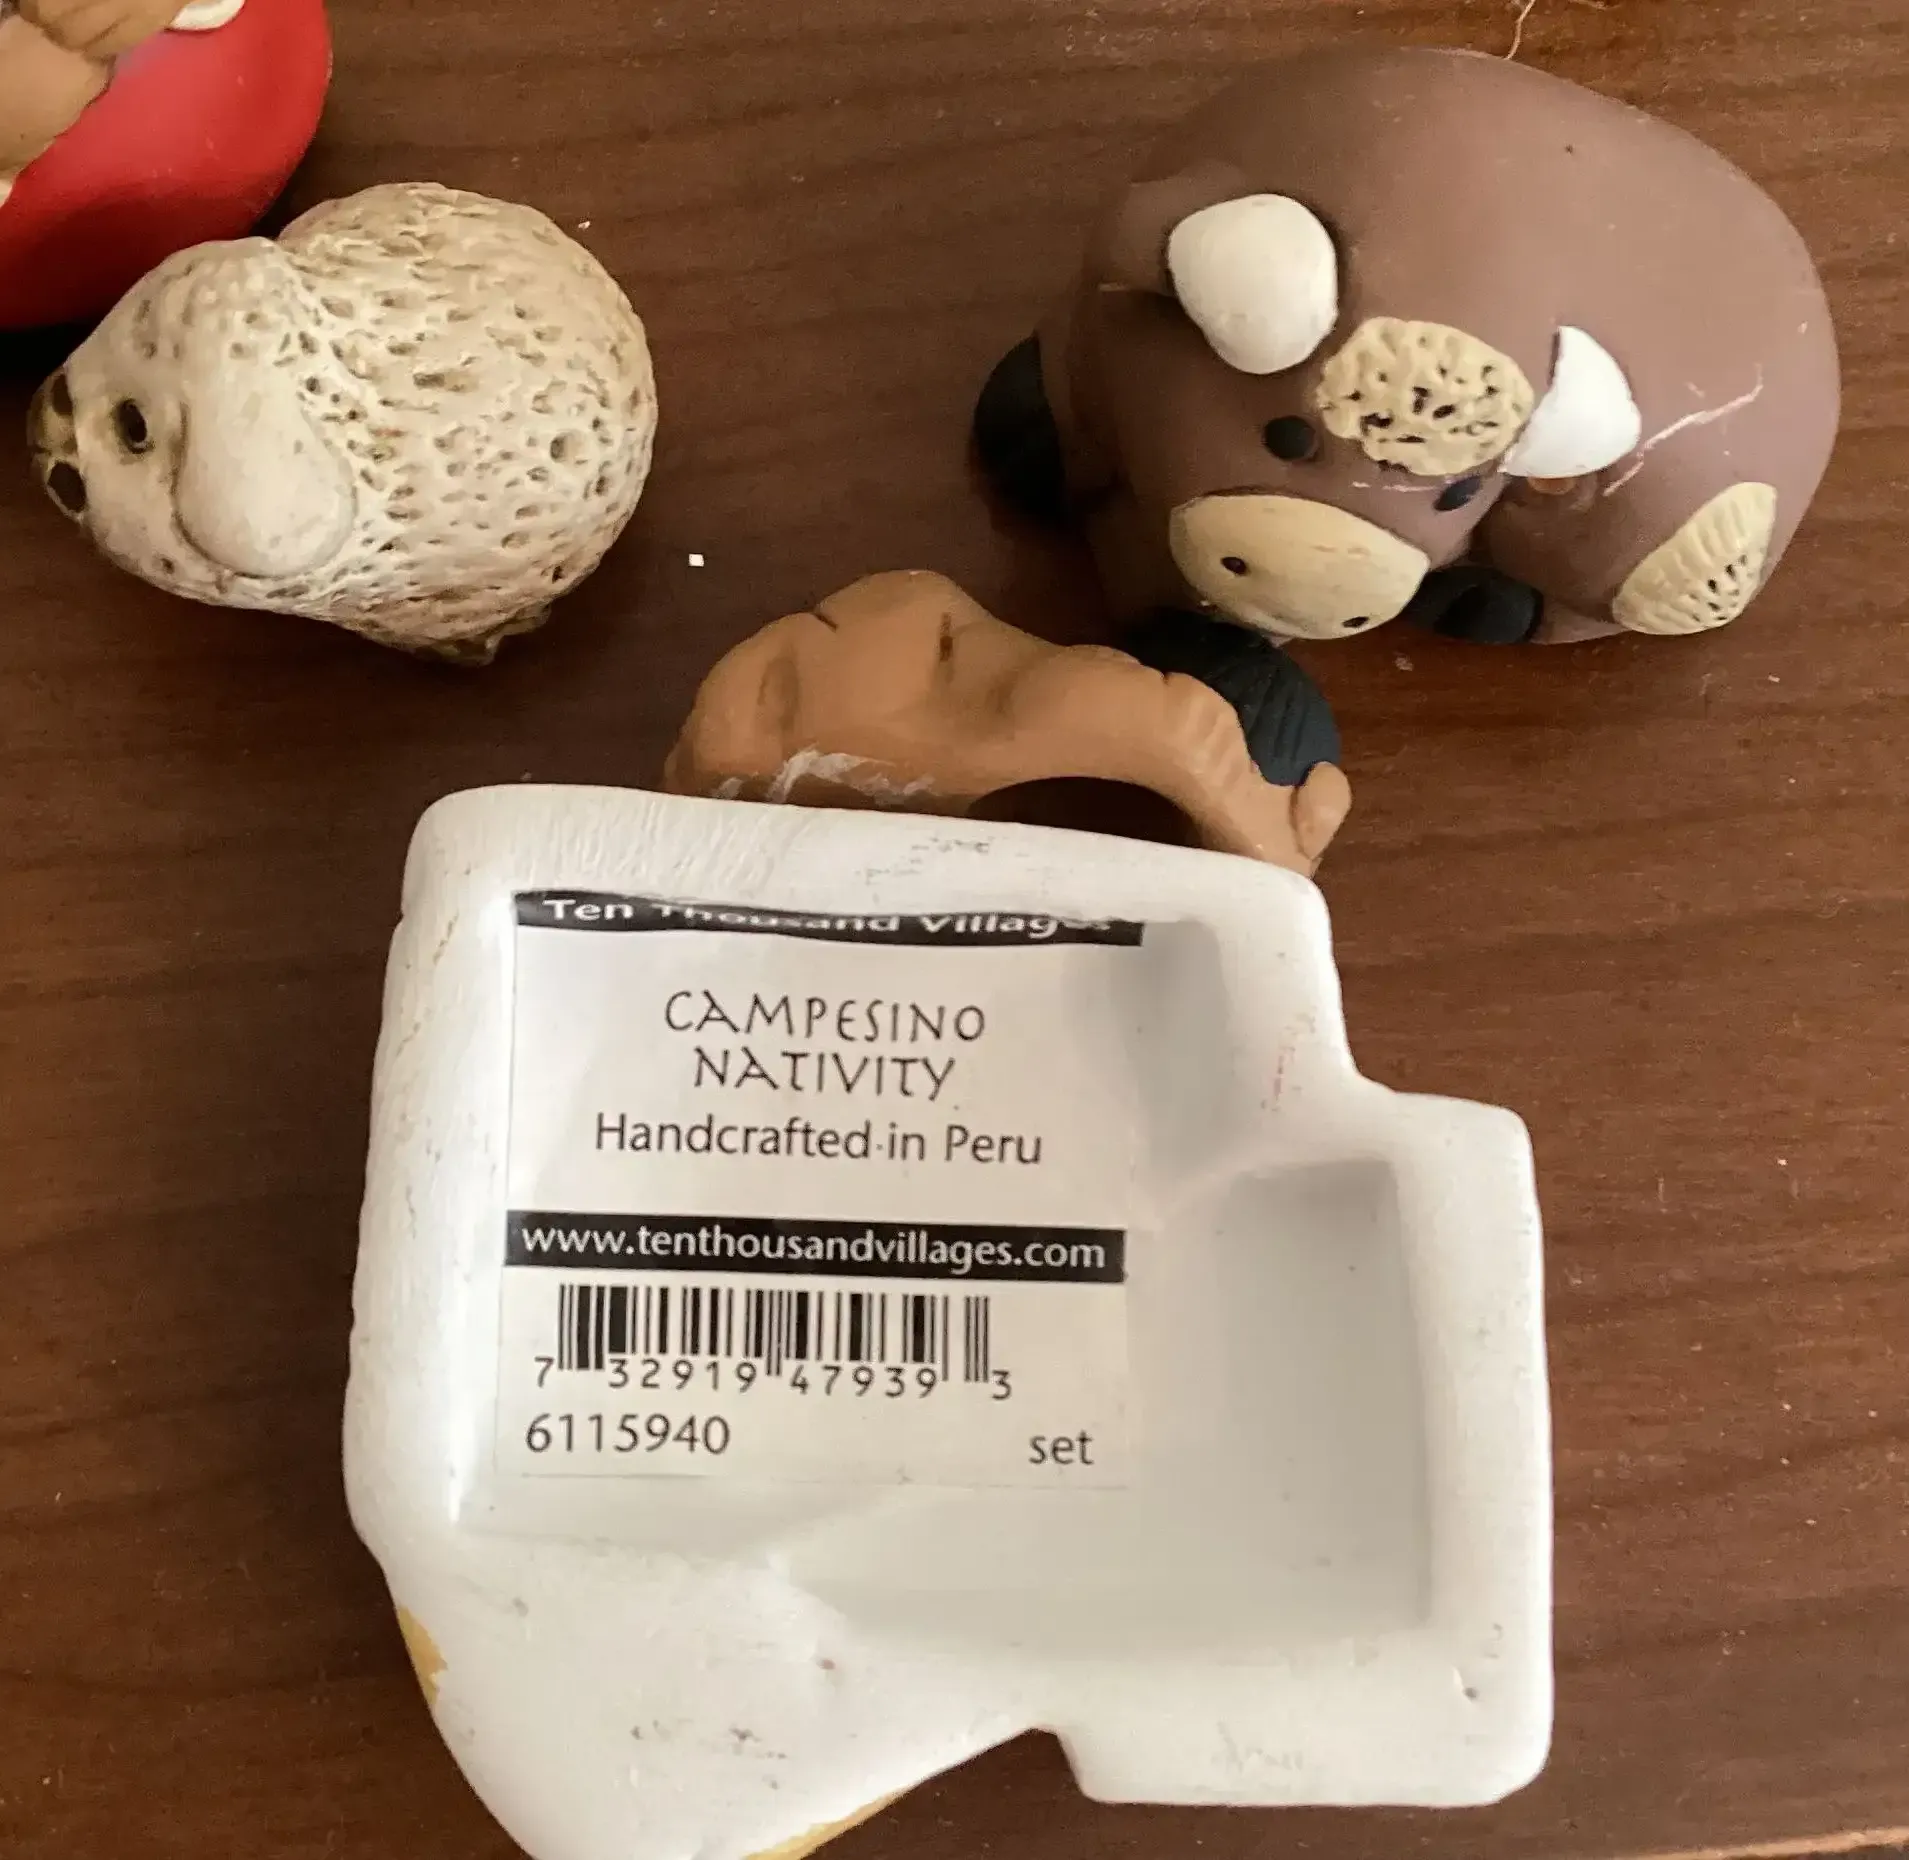 Ten Thousand Villages
CAMPESINO
NATIVITY
Handcrafted in Peru
www.tenthousandvillages.com
7 32919 47939 3
6115940 set